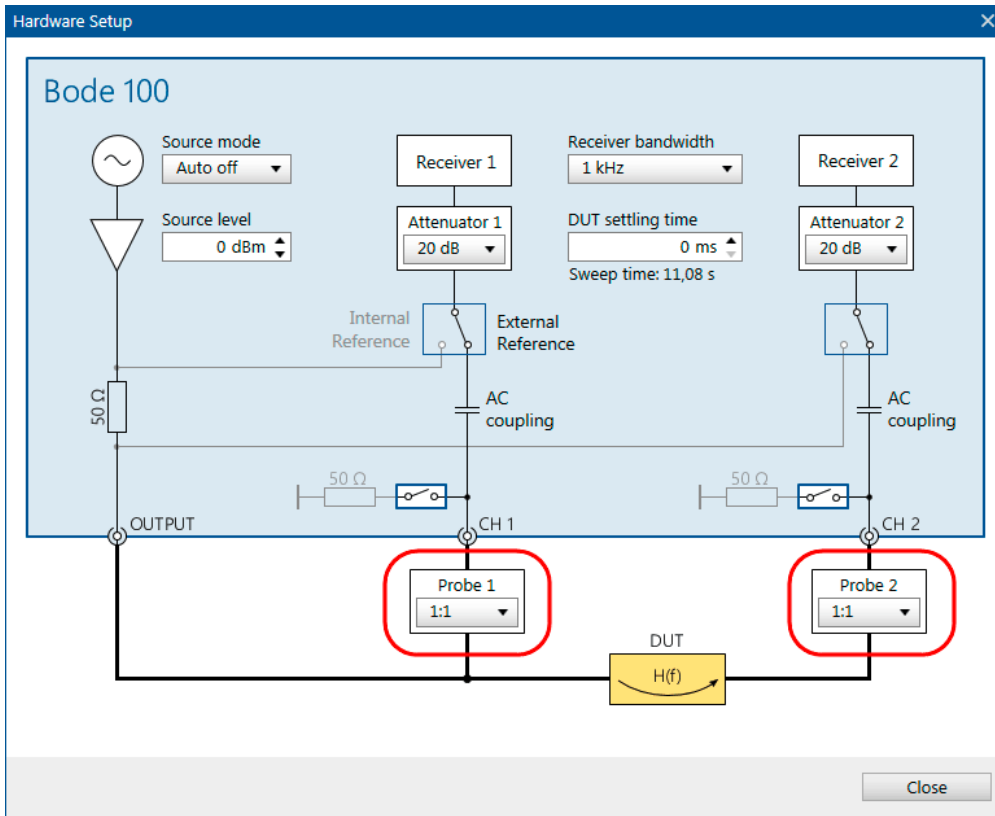 Hardware Setup
Bode 100
Source mode
Auto off
Source level
0 dBm
Receiver 1
Attenuator 1
20 dB
Receiver bandwidth
1 kHz
DUT settling time
0 ms
Sweep time: 11,08 s
Receiver 2
Attenuator 2
20 dB
Internal
Reference
External
Reference
50 Ω
AC
coupling
AC
coupling
50 Ω
50 Ω
OUTPUT
CH 1
CH 2
Probe 1
1:1
Probe 2
1:1
DUT
H(f)
Close